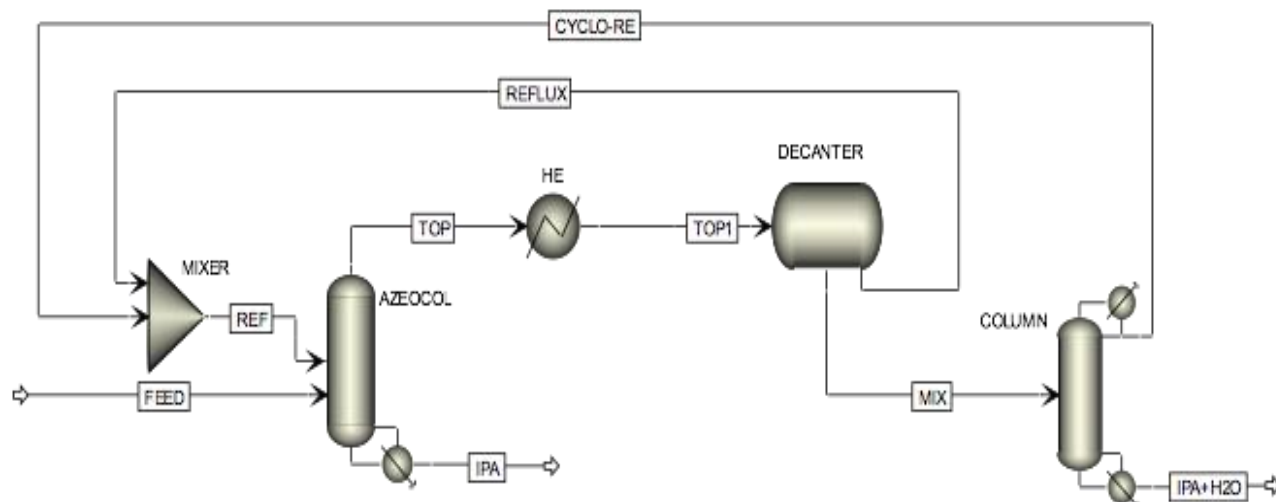 CYCLO-RE
REFLUX
DECANTER
HE
TOP
TOP1
MIXER
AZEOCOL
REF
COLUMN
FEED
MIX
IPA
IPA+H2O